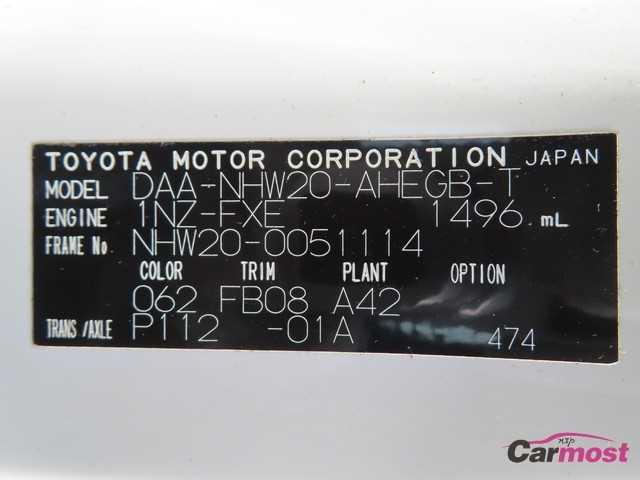 TOYOTA MOTOR CORPORATION JAPAN
MODEL DAA-NHW20-AHEGB-T
ENGINE 1NZ-FXE 1496 mL
FRAME No NHW20-0051114
COLOR TRIM PLANT OPTION
062 FB08 A42
TRANS/AXLE P112 -01A 474
nxp
Carmost